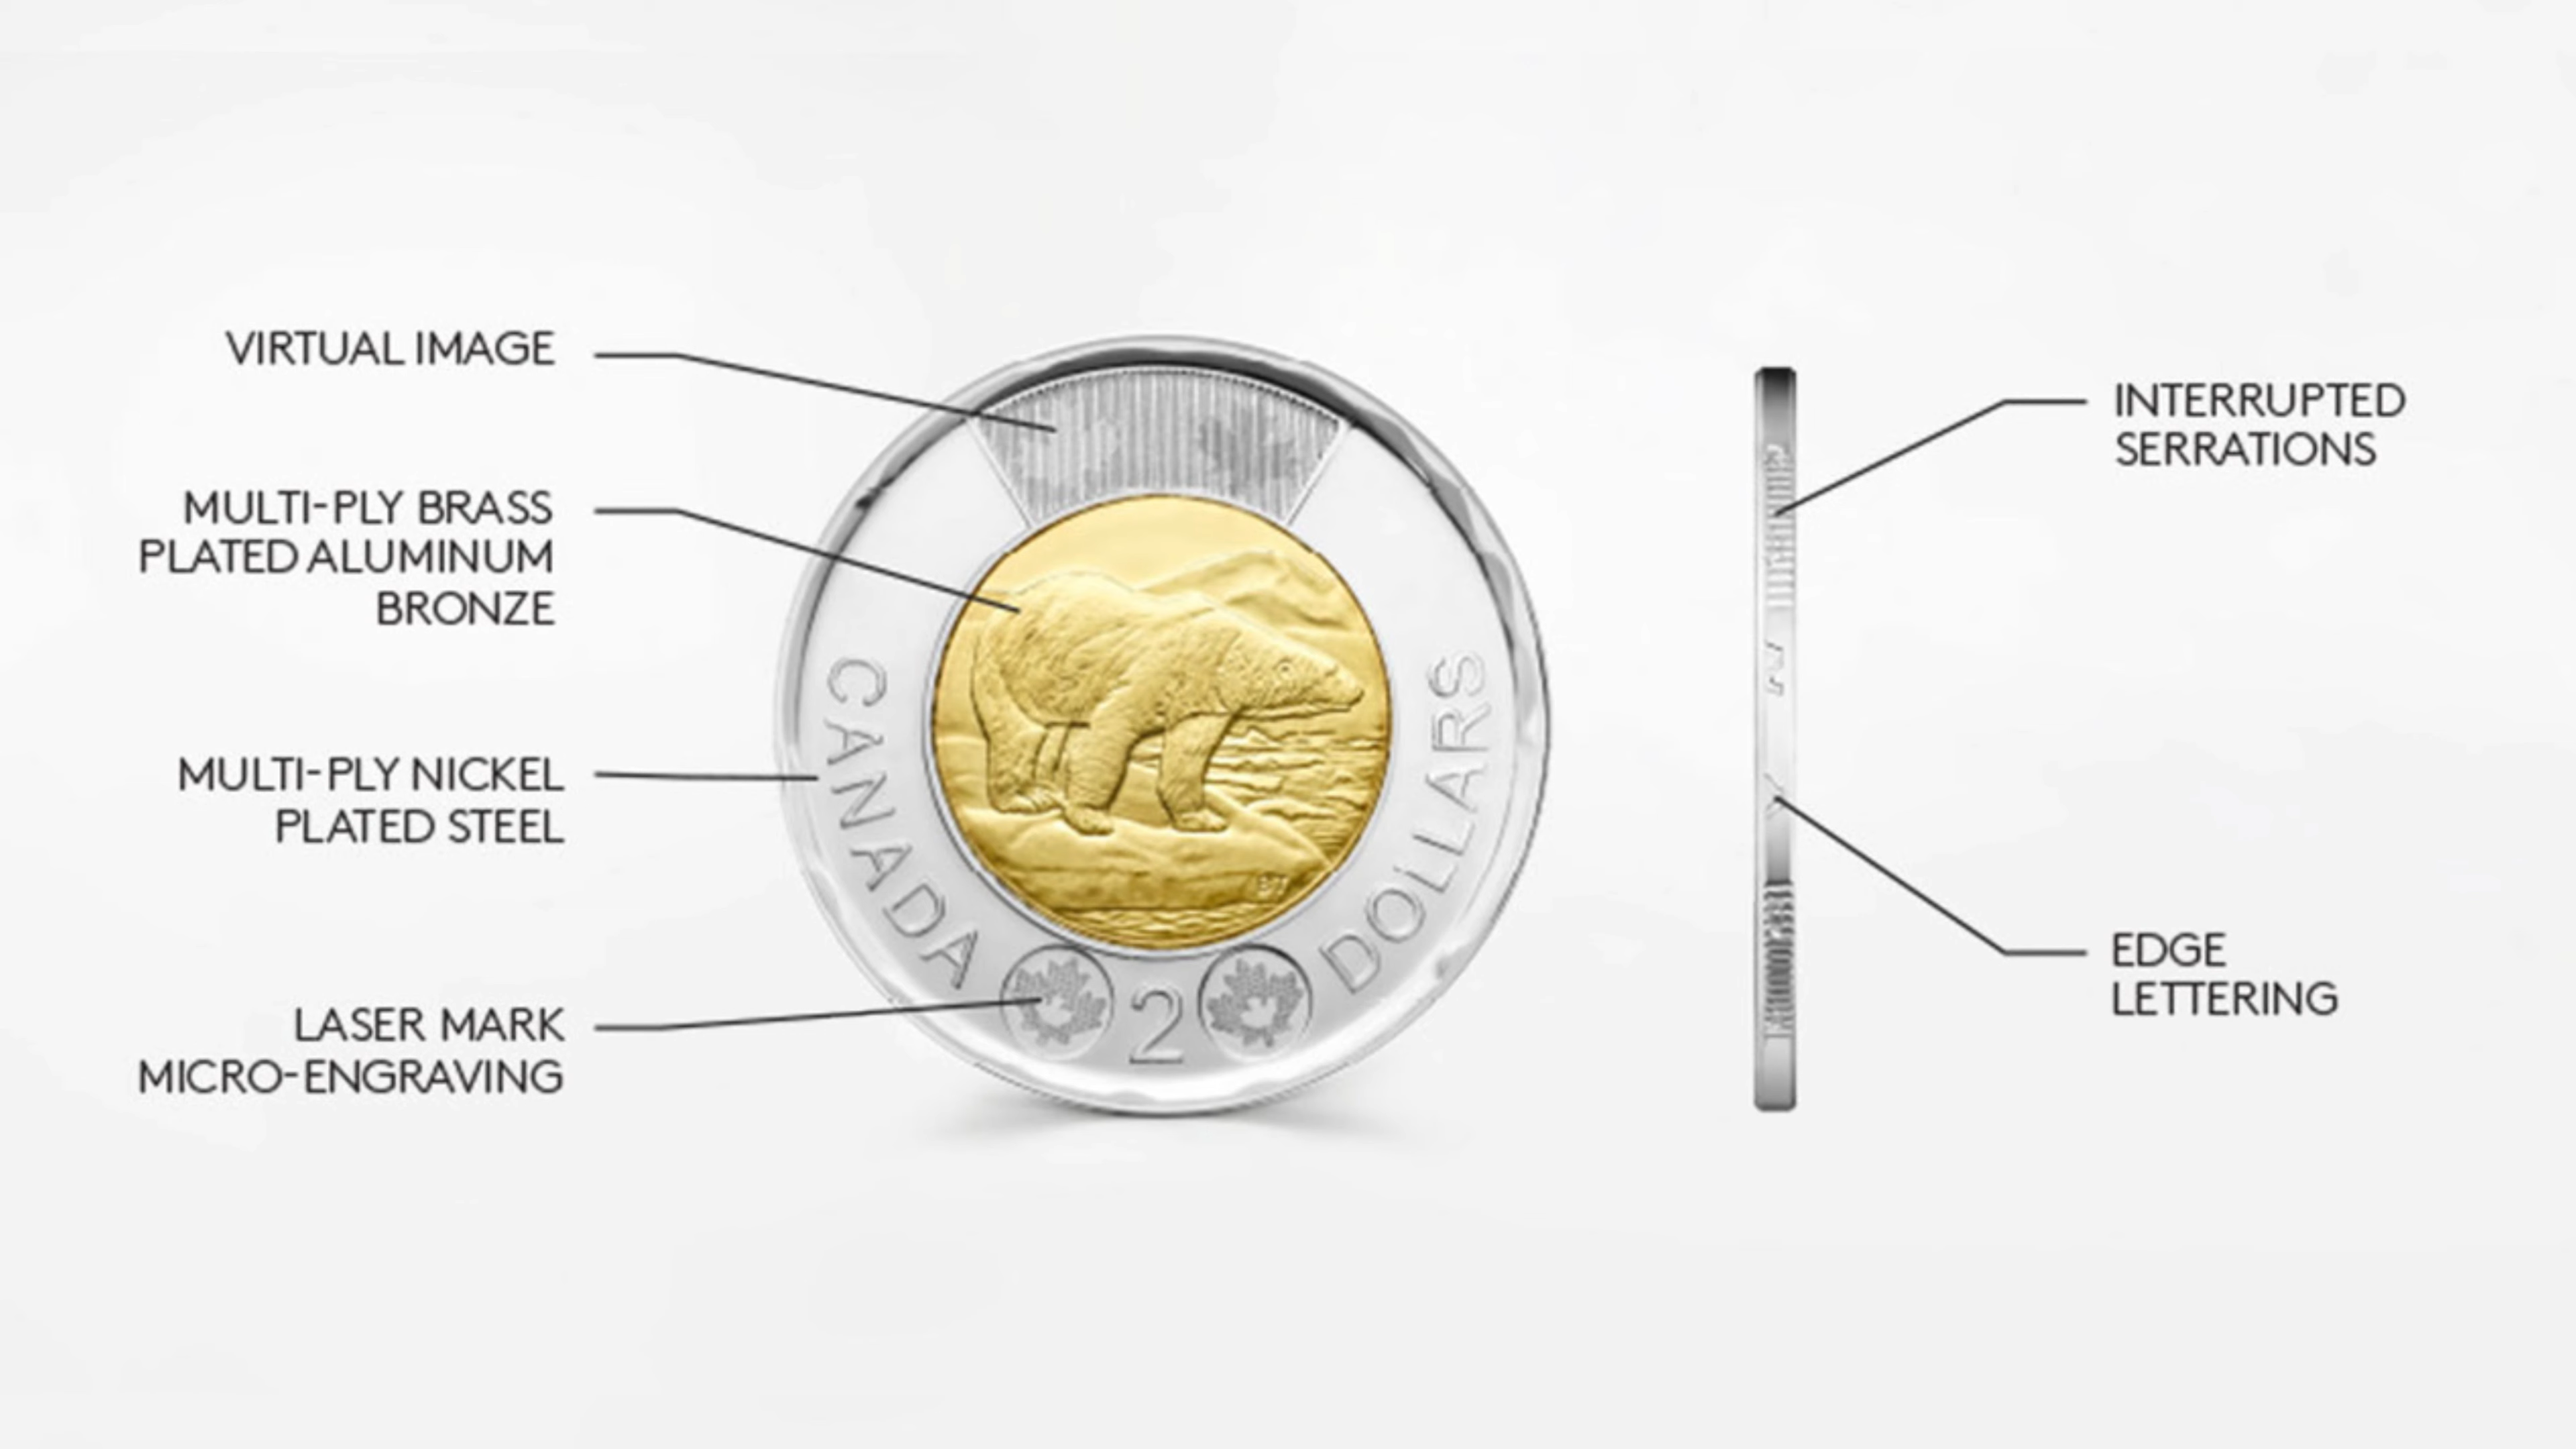 VIRTUAL IMAGE
MULTI-PLY BRASS
PLATED ALUMINUM
BRONZE
MULTI-PLY NICKEL
PLATED STEEL
LASER MARK
MICRO-ENGRAVING
CANADA
2
DOLLARS
INTERRUPTED
SERRATIONS
EDGE
LETTERING